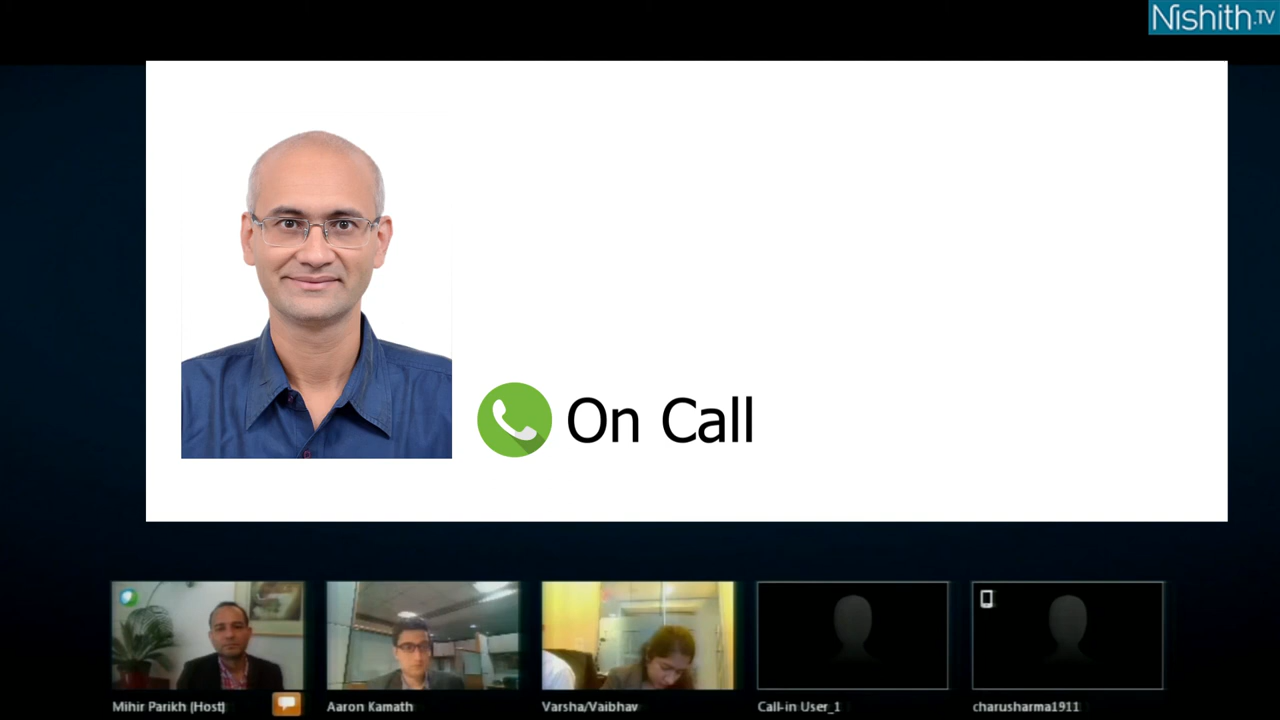 Nishith.TV
On Call
Mihir Parikh (Host)
Aaron Kamath
Varsha/Vaibhav
Call-in User_1
charusharma1911